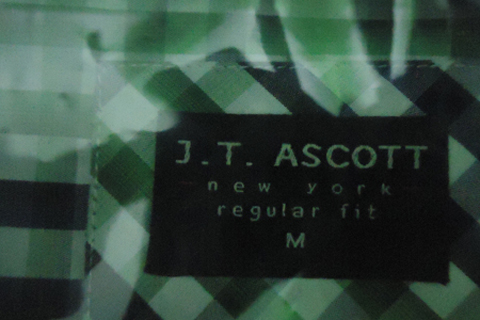 J.T. ASCOTT
new york
regular fit
M